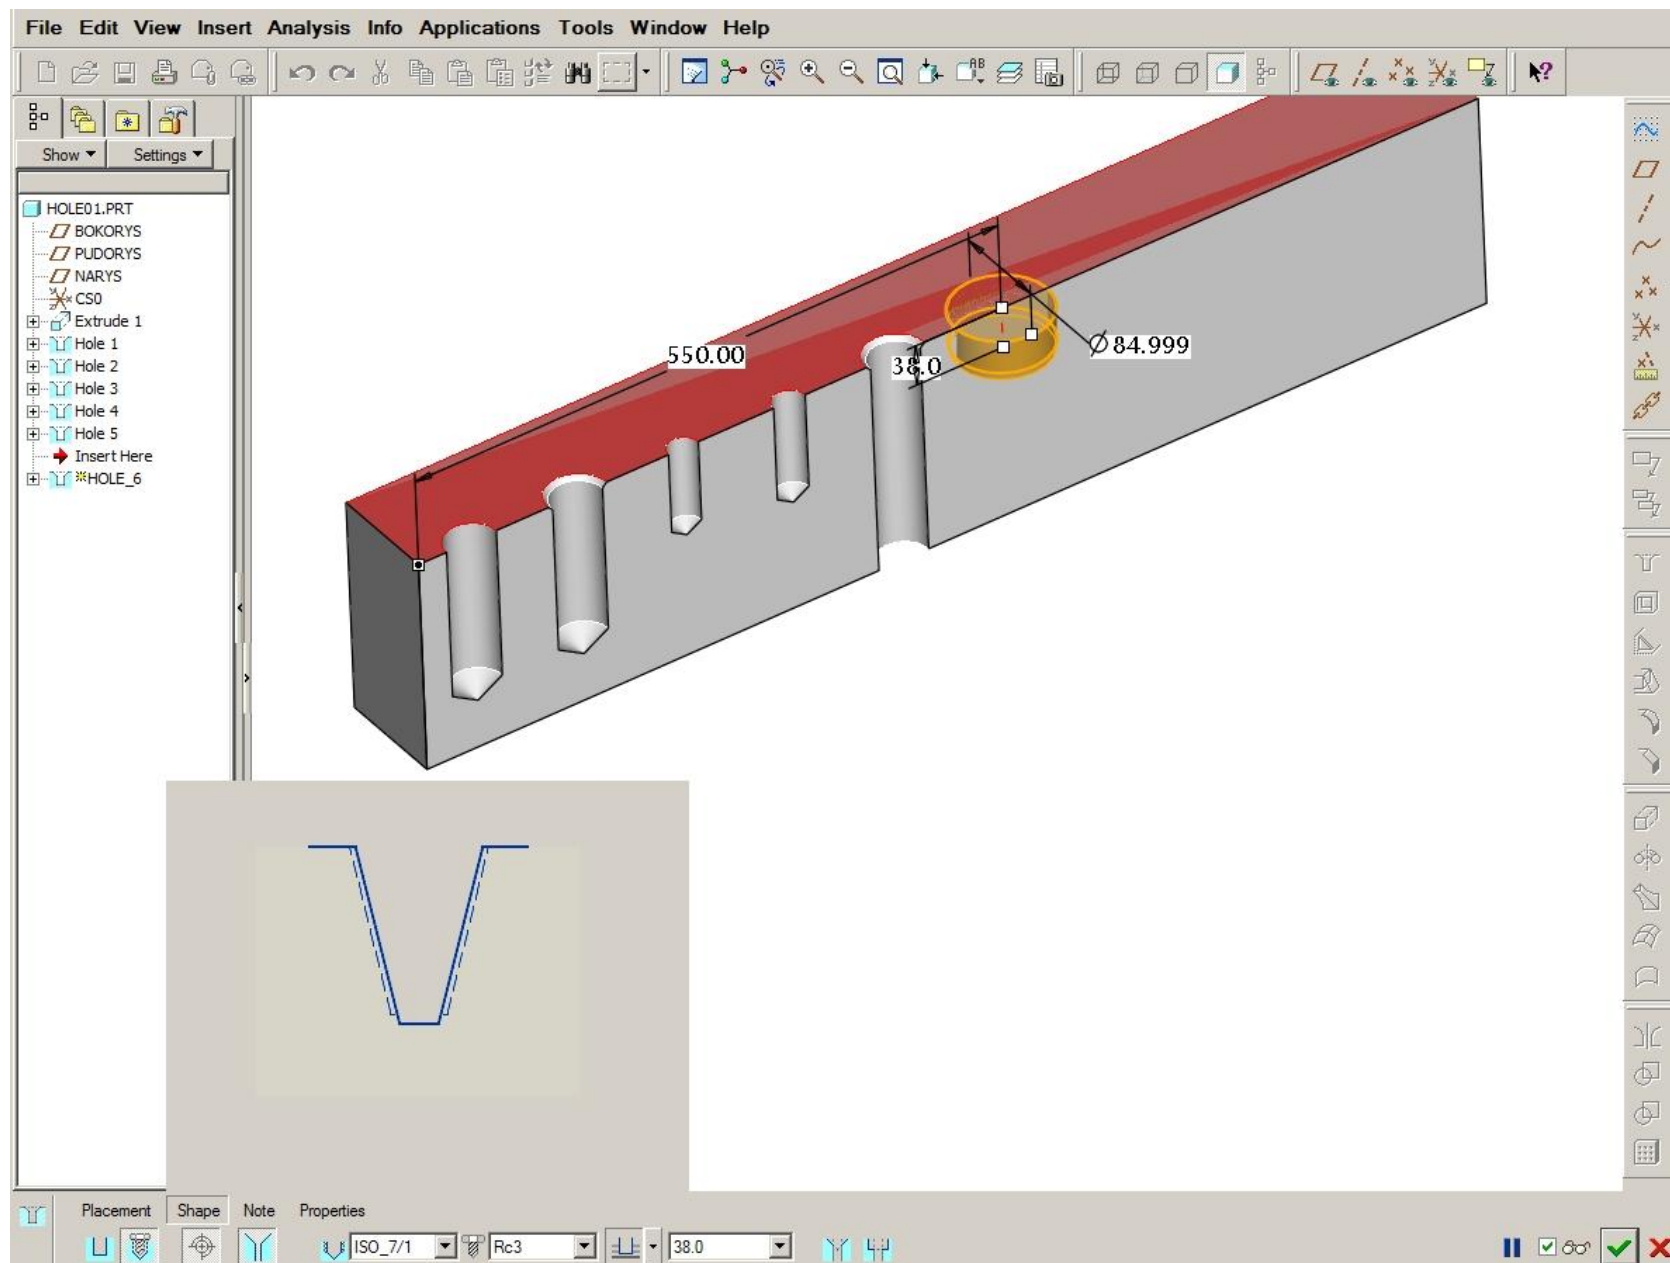 File Edit View Insert Analysis Info Applications Tools Window Help
Show Settings
HOLE01.PRT
BOKORYS
PUDORYS
NARYS
CS0
Extrude 1
Hole 1
Hole 2
Hole 3
Hole 4
Hole 5
Insert Here
HOLE_6
550.00
38.0
Ø 84.999
Placement Shape Note Properties
ISO_7/1 Rc3 38.0